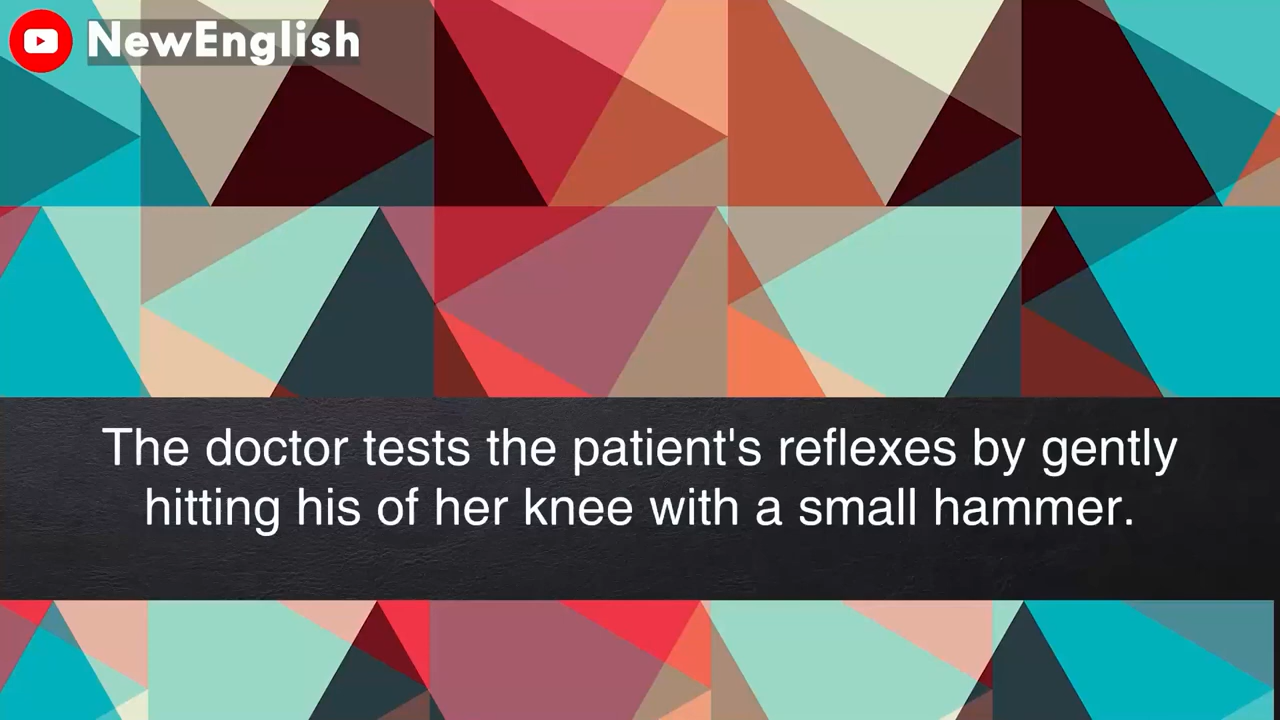 NewEnglish
The doctor tests the patient's reflexes by gently
hitting his of her knee with a small hammer.